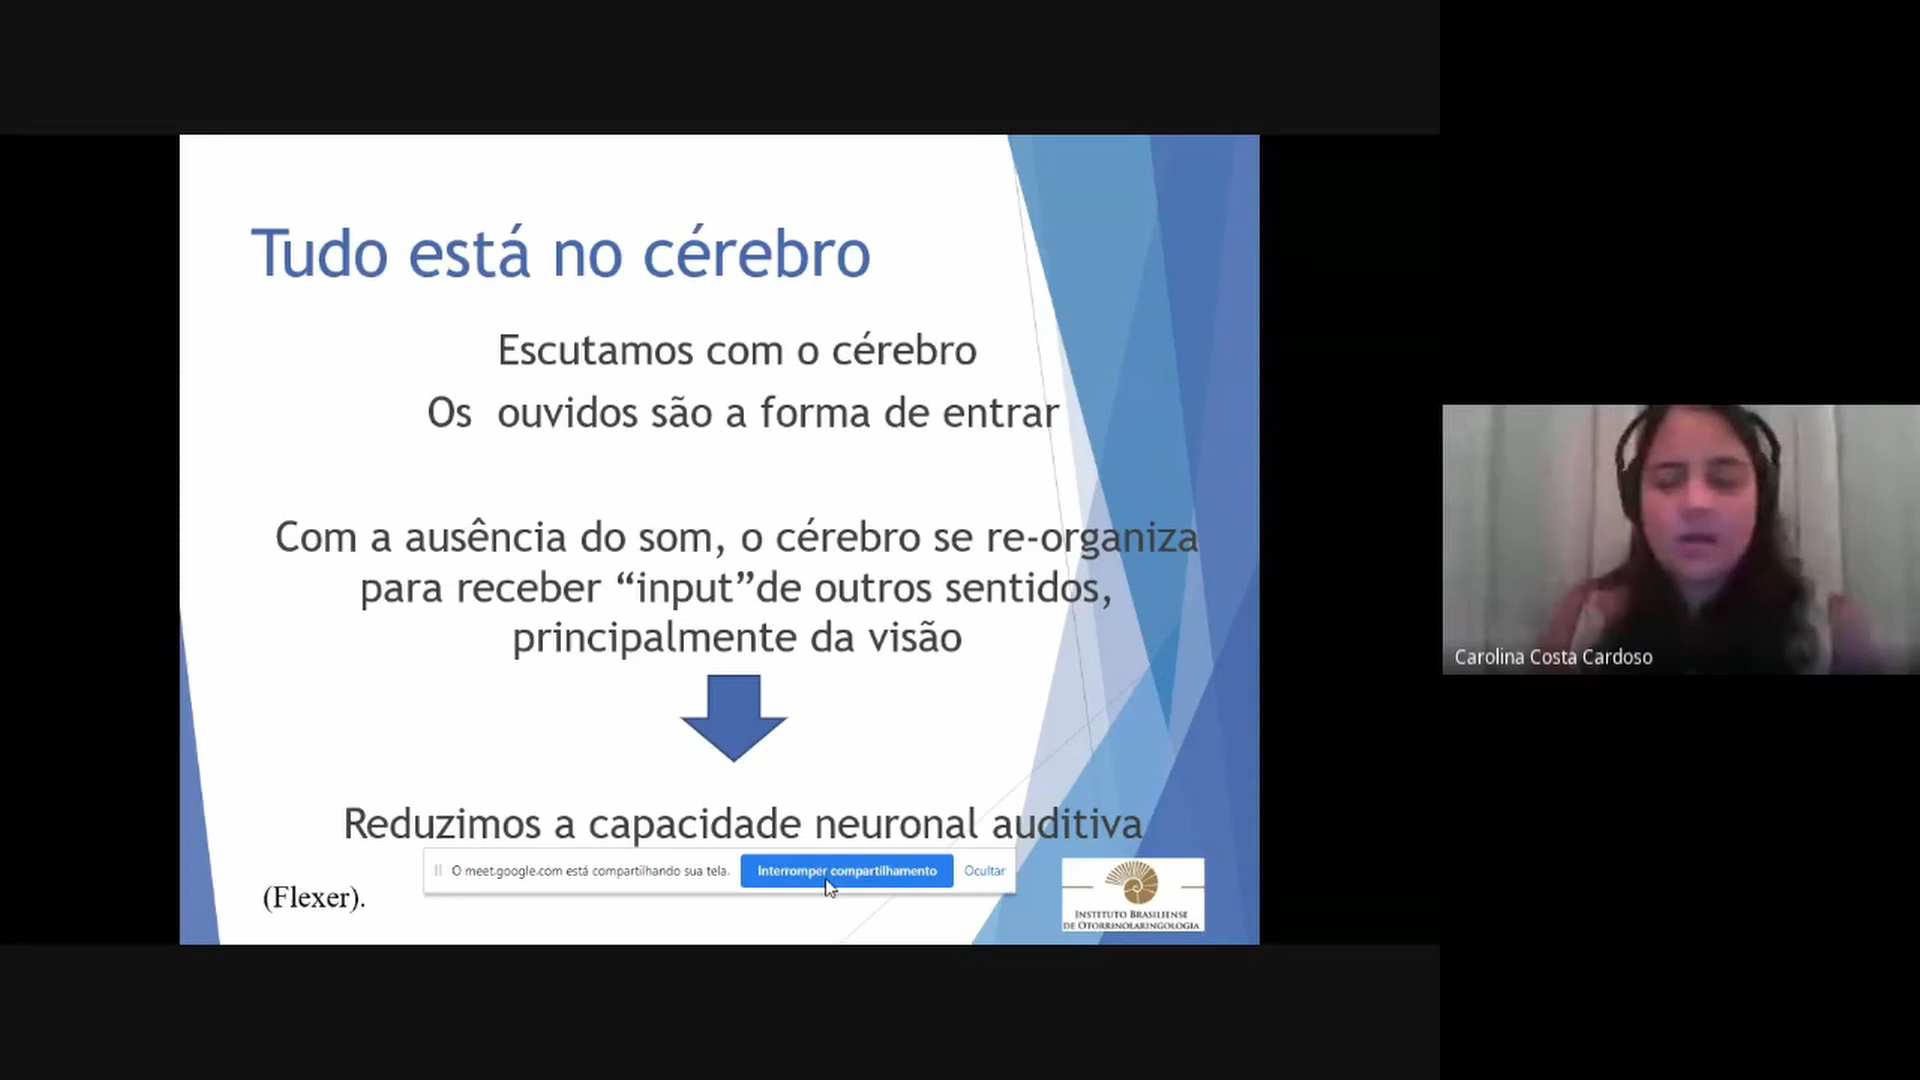 Tudo está no cérebro
Escutamos com o cérebro
Os  ouvidos são a forma de entrar
Com a ausência do som, o cérebro se re-organiza
para receber “input”de outros sentidos,
principalmente da visão
Reduzimos a capacidade neuronal auditiva
O meet.google.com está compartilhando sua tela.
Interromper compartilhamento
Ocultar
(Flexer).
INSTITUTO BRASILIENSE
DE OTORRINOLARINGOLOGIA
Carolina Costa Cardoso